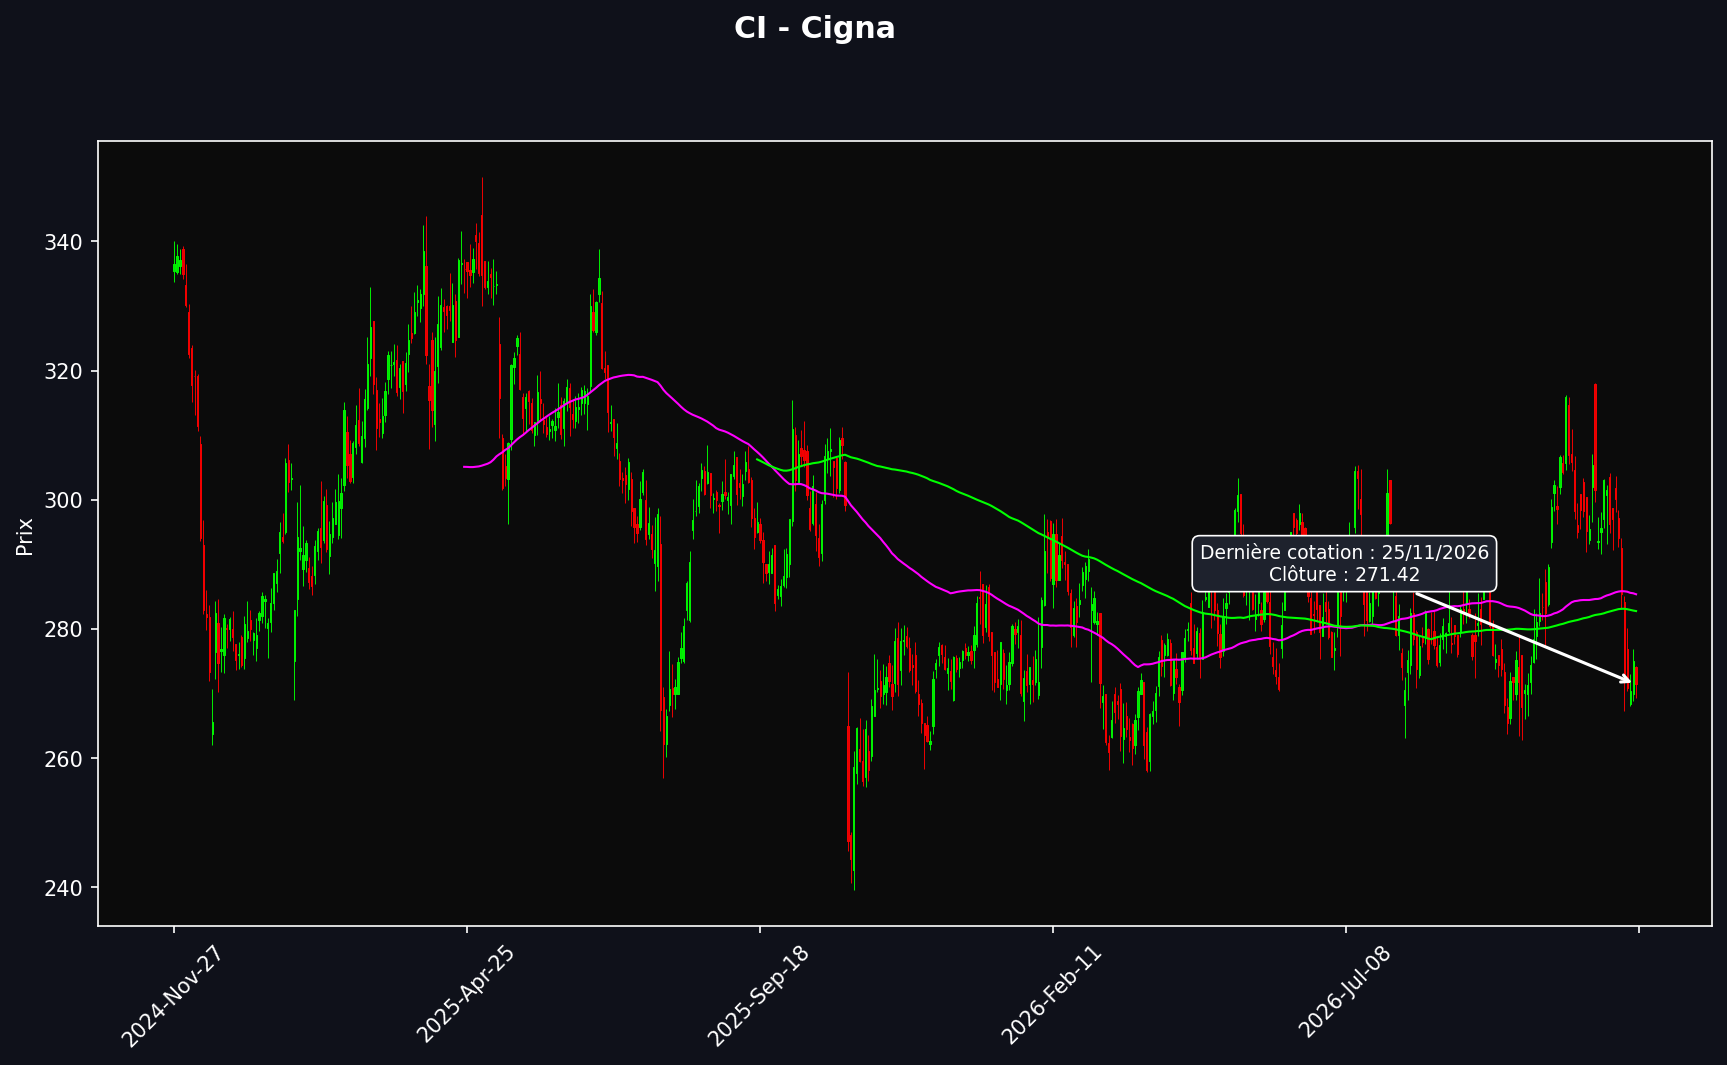 CI - Cigna
Prix
340
320
300
280
260
240
Dernière cotation : 25/11/2026
Clôture : 271.42
2024-Nov-27
2025-Apr-25
2025-Sep-18
2026-Feb-11
2026-Jul-08